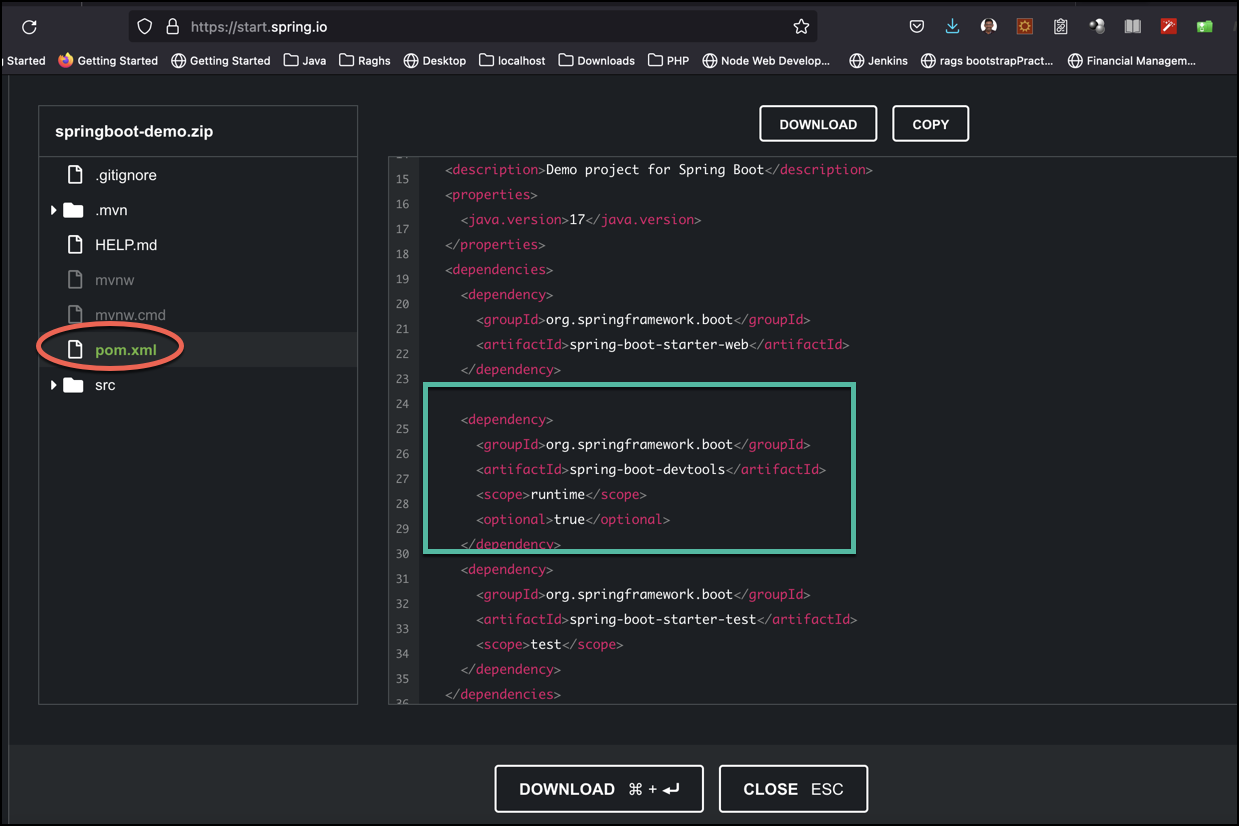 https://start.spring.io
Started
Getting Started
Getting Started
Java
Raghs
Desktop
localhost
Downloads
PHP
Node Web Develop...
Jenkins
rags bootstrapPract...
Financial Managem...
springboot-demo.zip
.gitignore
.mvn
HELP.md
mvnw
mvnw.cmd
pom.xml
src
DOWNLOAD
COPY
<description>Demo project for Spring Boot</description>
15
<properties>
16
<java.version>17</java.version>
17
</properties>
18
<dependencies>
19
<dependency>
20
<groupId>org.springframework.boot</groupId>
21
<artifactId>spring-boot-starter-web</artifactId>
22
</dependency>
23
24
<dependency>
25
<groupId>org.springframework.boot</groupId>
26
<artifactId>spring-boot-devtools</artifactId>
27
<scope>runtime</scope>
28
<optional>true</optional>
29
</dependency>
30
<dependency>
31
<groupId>org.springframework.boot</groupId>
32
<artifactId>spring-boot-starter-test</artifactId>
33
<scope>test</scope>
34
</dependency>
35
</dependencies>
36
DOWNLOAD ⌘ + ↵
CLOSE ESC